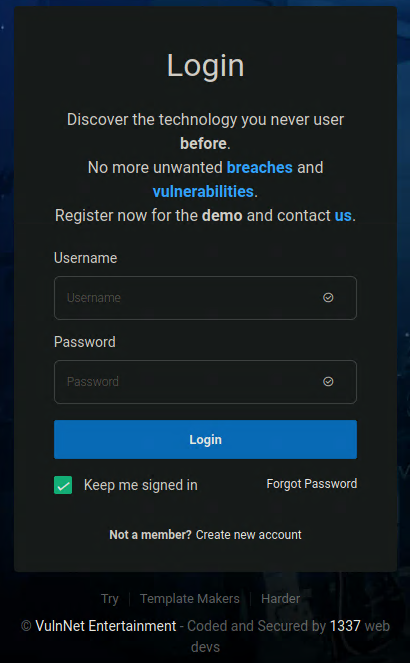 Login
Discover the technology you never user
before.
No more unwanted breaches and
vulnerabilities.
Register now for the demo and contact us.
Username
Username
Password
Password
Login
Keep me signed in
Forgot Password
Not a member? Create new account
Try
Template Makers
Harder
© VulnNet Entertainment - Coded and Secured by 1337 web
devs